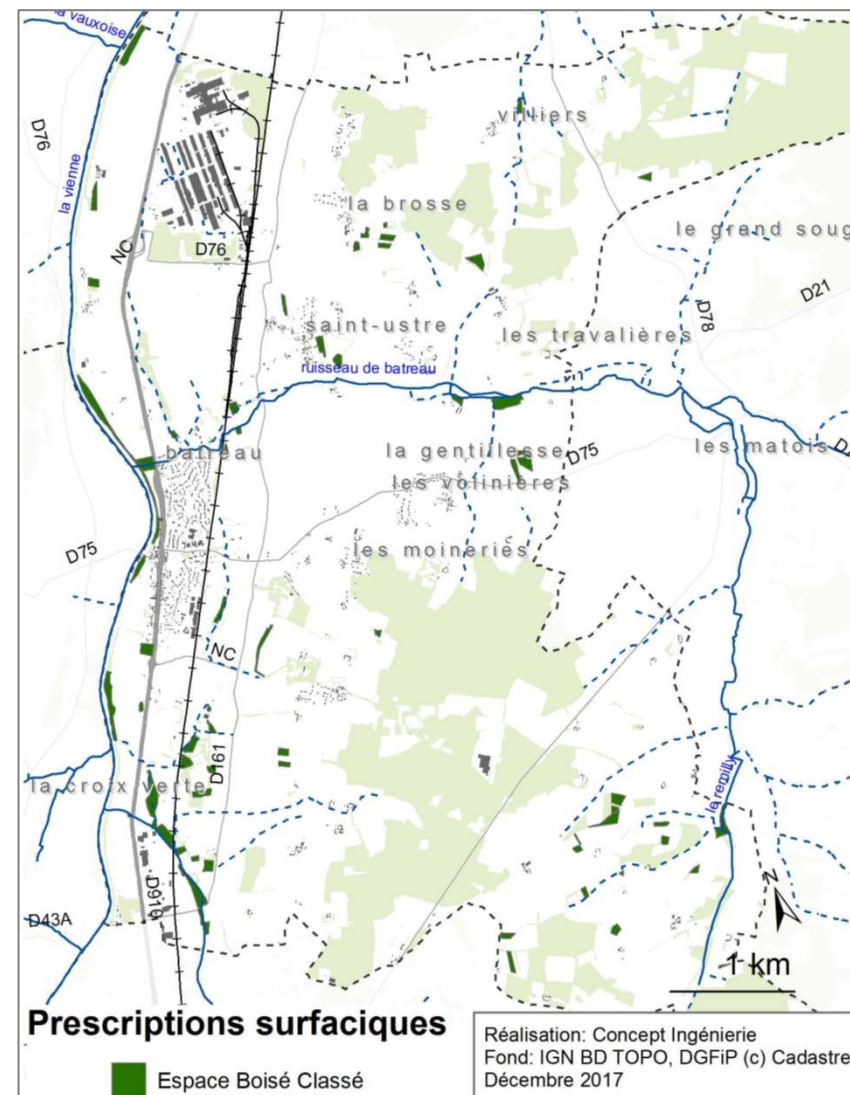 la vauxoise
D76
la vienne
villiers
la brosse
D76
NC
le grand soug
D78
D21
saint-ustre
les travalières
ruisseau de batreau
batreau
la gentillesse
D75
les matois
les volinières
D75
les moineries
NC
D161
la croix verte
le remilly
D910
D43A
N
1 km
Prescriptions surfaciques
Espace Boisé Classé
Réalisation: Concept Ingénierie
Fond: IGN BD TOPO, DGFiP (c) Cadastre
Décembre 2017